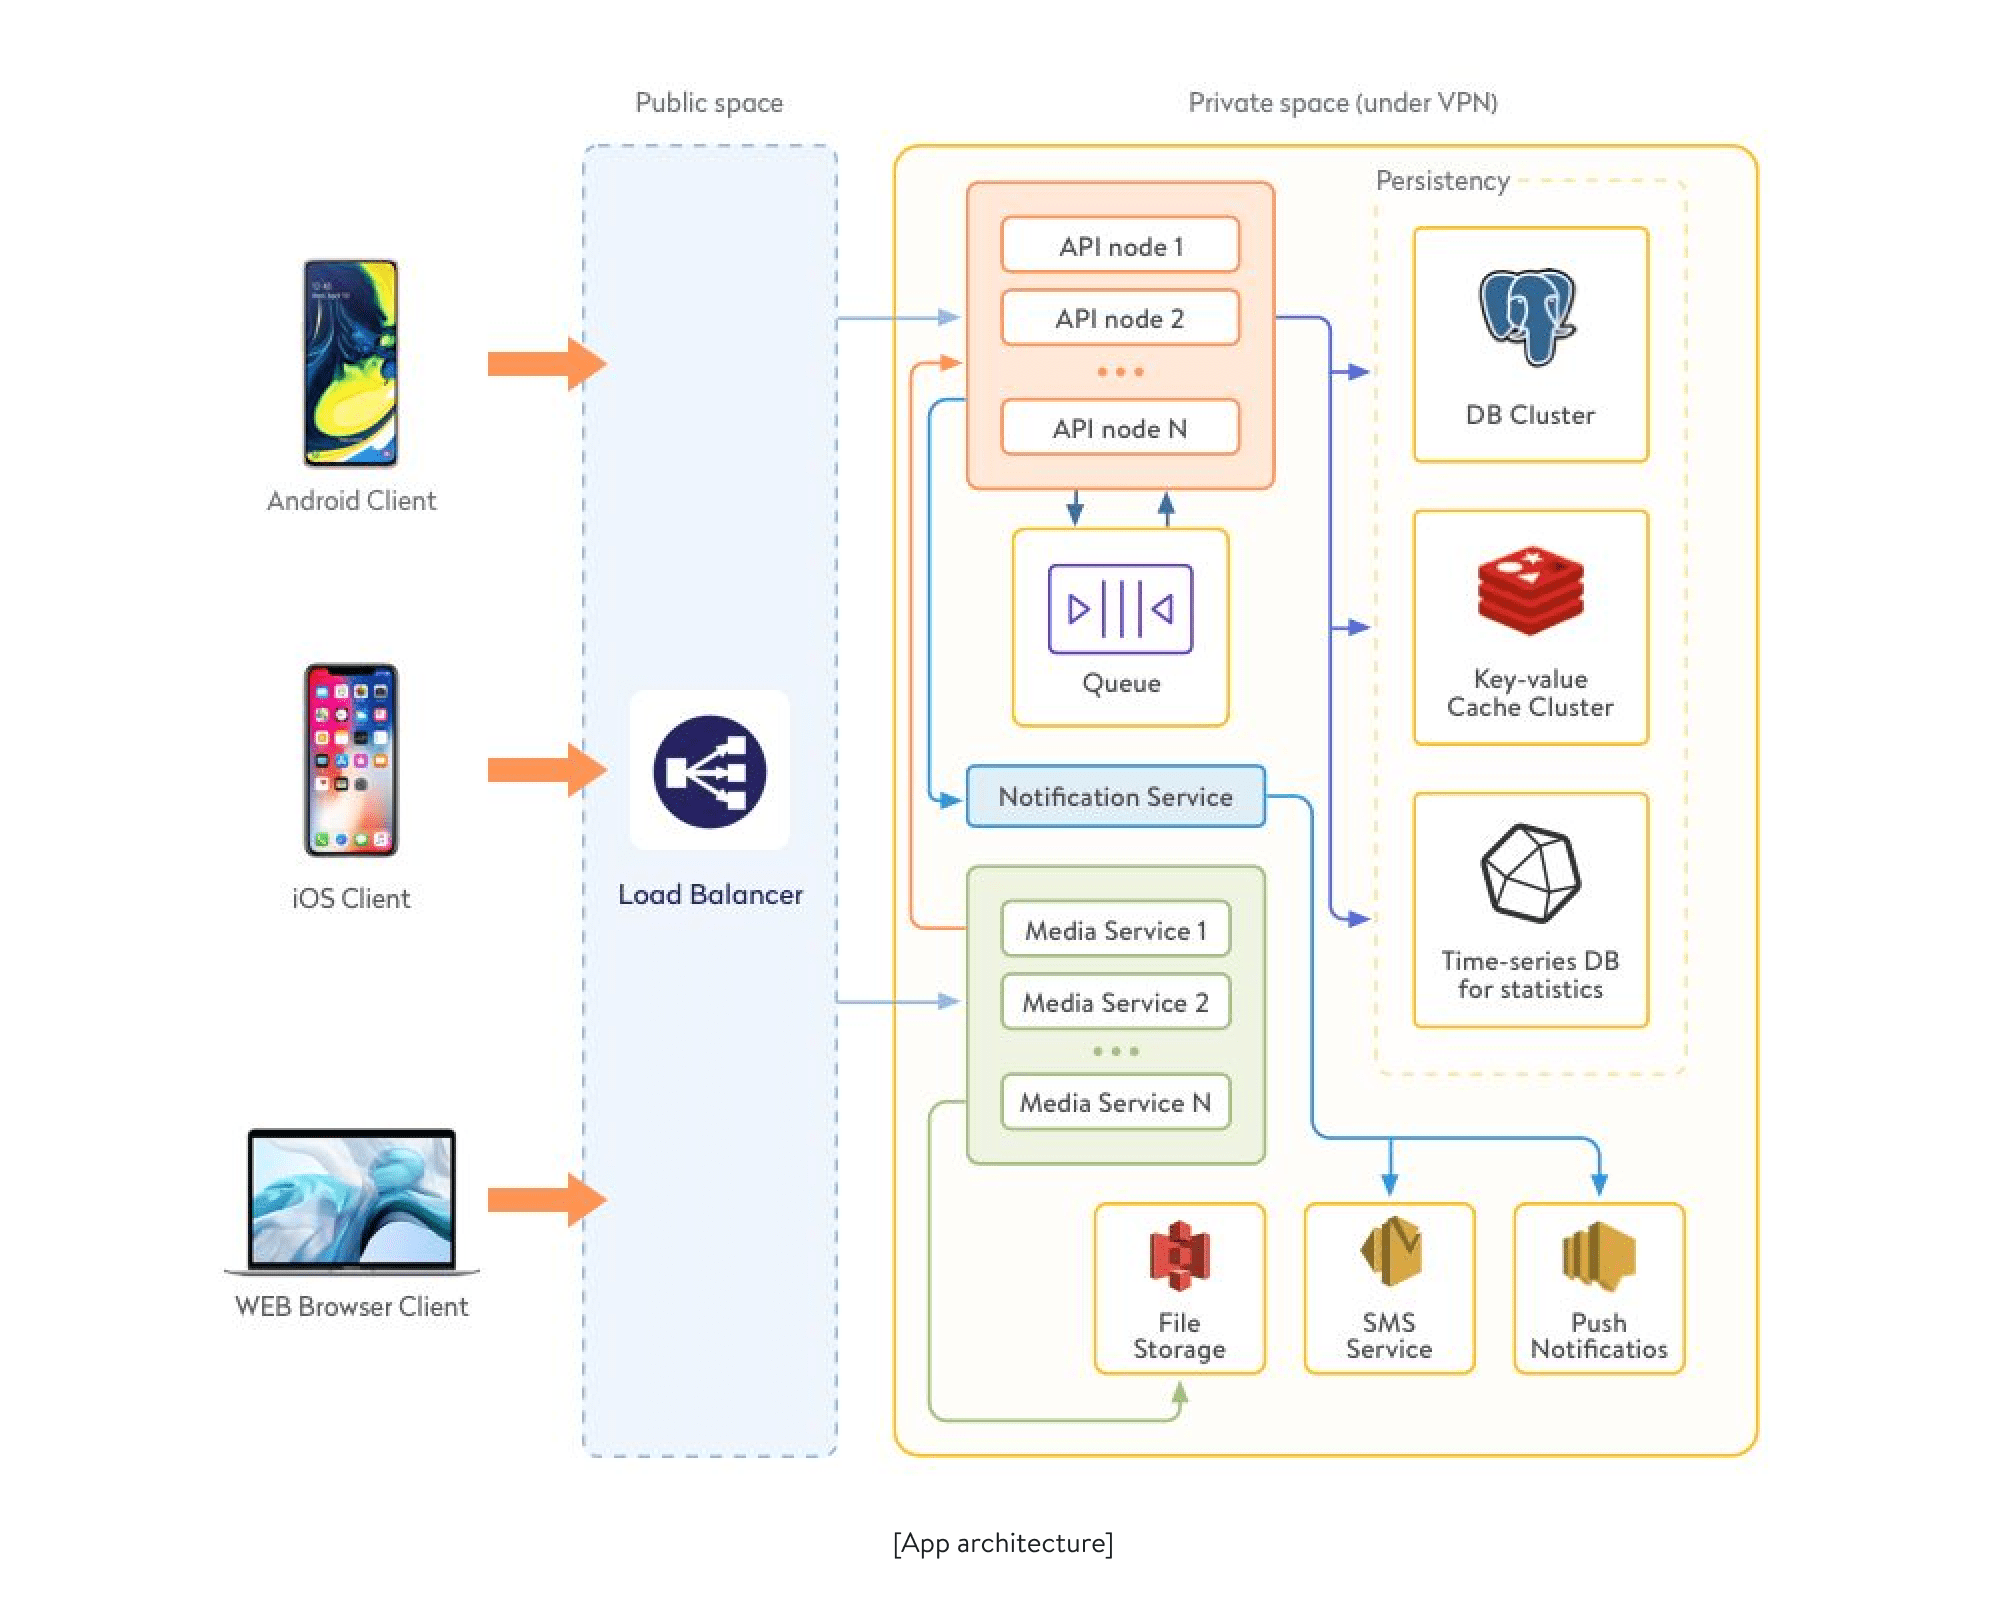 Public space
Private space (under VPN)
Persistency
API node 1
API node 2
API node N
DB Cluster
Android Client
Queue
Key-value
Cache Cluster
Notification Service
Load Balancer
iOS Client
Media Service 1
Media Service 2
Media Service N
Time-series DB
for statistics
WEB Browser Client
File
Storage
SMS
Service
Push
Notificatios
[App architecture]